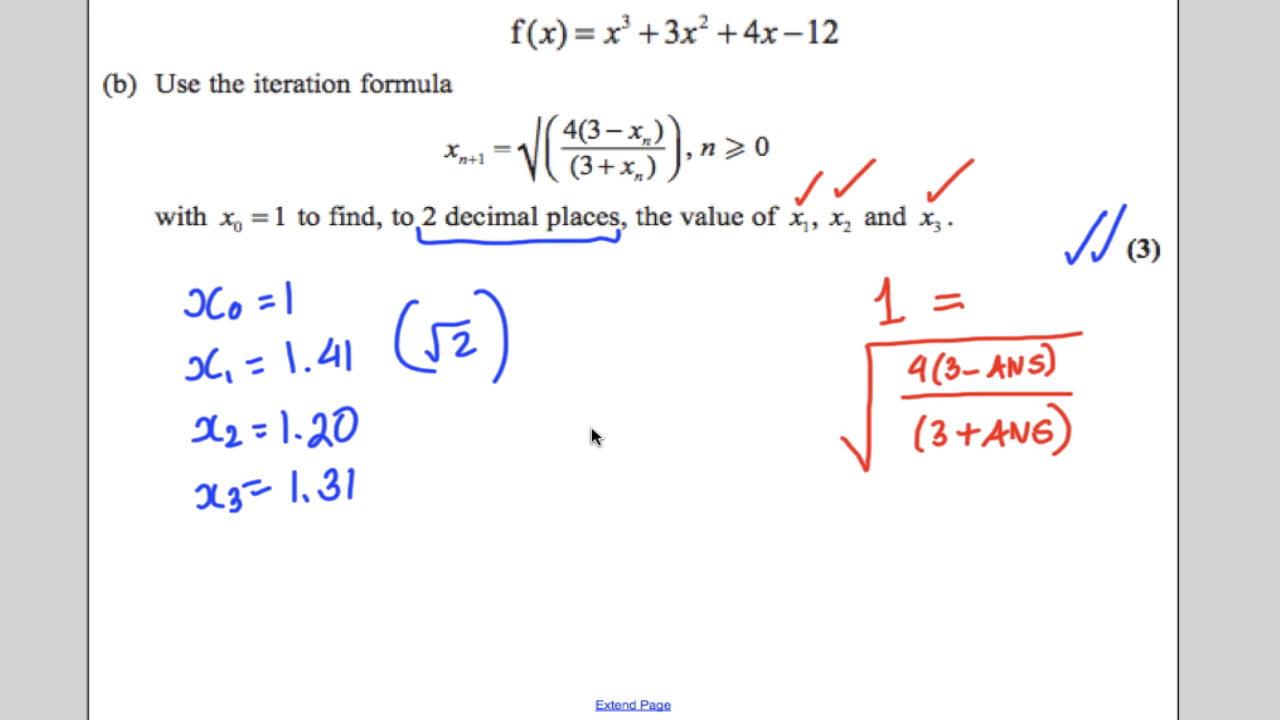 f(x) = x³ + 3x² + 4x − 12
(b) Use the iteration formula
xₙ₊₁ = √(4(3 − xₙ)/(3 + xₙ)), n ⩾ 0
with x₀ = 1 to find, to 2 decimal places, the value of x₁, x₂ and x₃.
(3)
x₀ = 1
x₁ = 1.41 (√2)
x₂ = 1.20
x₃ = 1.31
1 =
√(4(3 − ANS)/(3 + ANS))
Extend Page